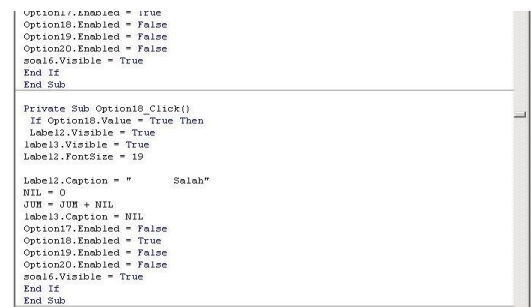 Option17.Enabled = True
Option18.Enabled = False
Option19.Enabled = False
Option20.Enabled = False
soal6.Visible = True
End If
End Sub
Private Sub Option18_Click()
If Option18.Value = True Then
Label2.Visible = True
label3.Visible = True
Label2.FontSize = 19
Label2.Caption = "        Salah"
NIL = 0
JUM = JUM + NIL
label3.Caption = NIL
Option17.Enabled = False
Option18.Enabled = True
Option19.Enabled = False
Option20.Enabled = False
soal6.Visible = True
End If
End Sub